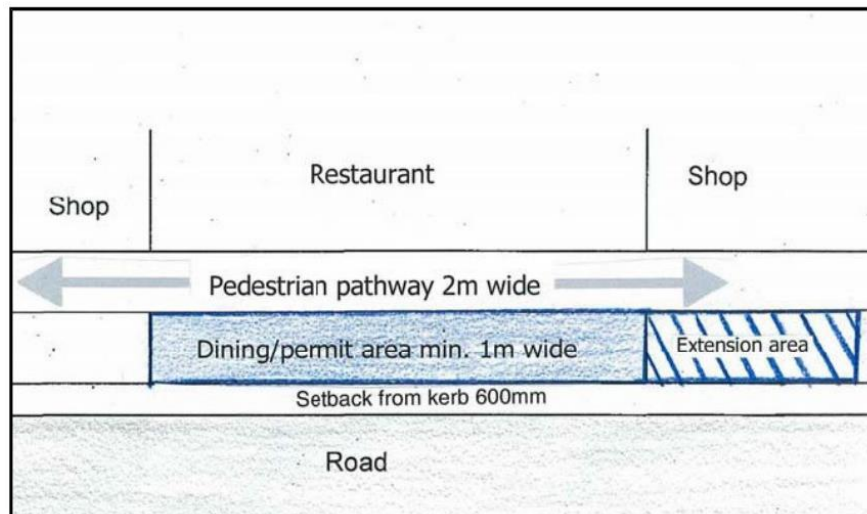 Restaurant
Shop
Shop
Pedestrian pathway 2m wide
Dining/permit area min. 1m wide
Extension area
Setback from kerb 600mm
Road